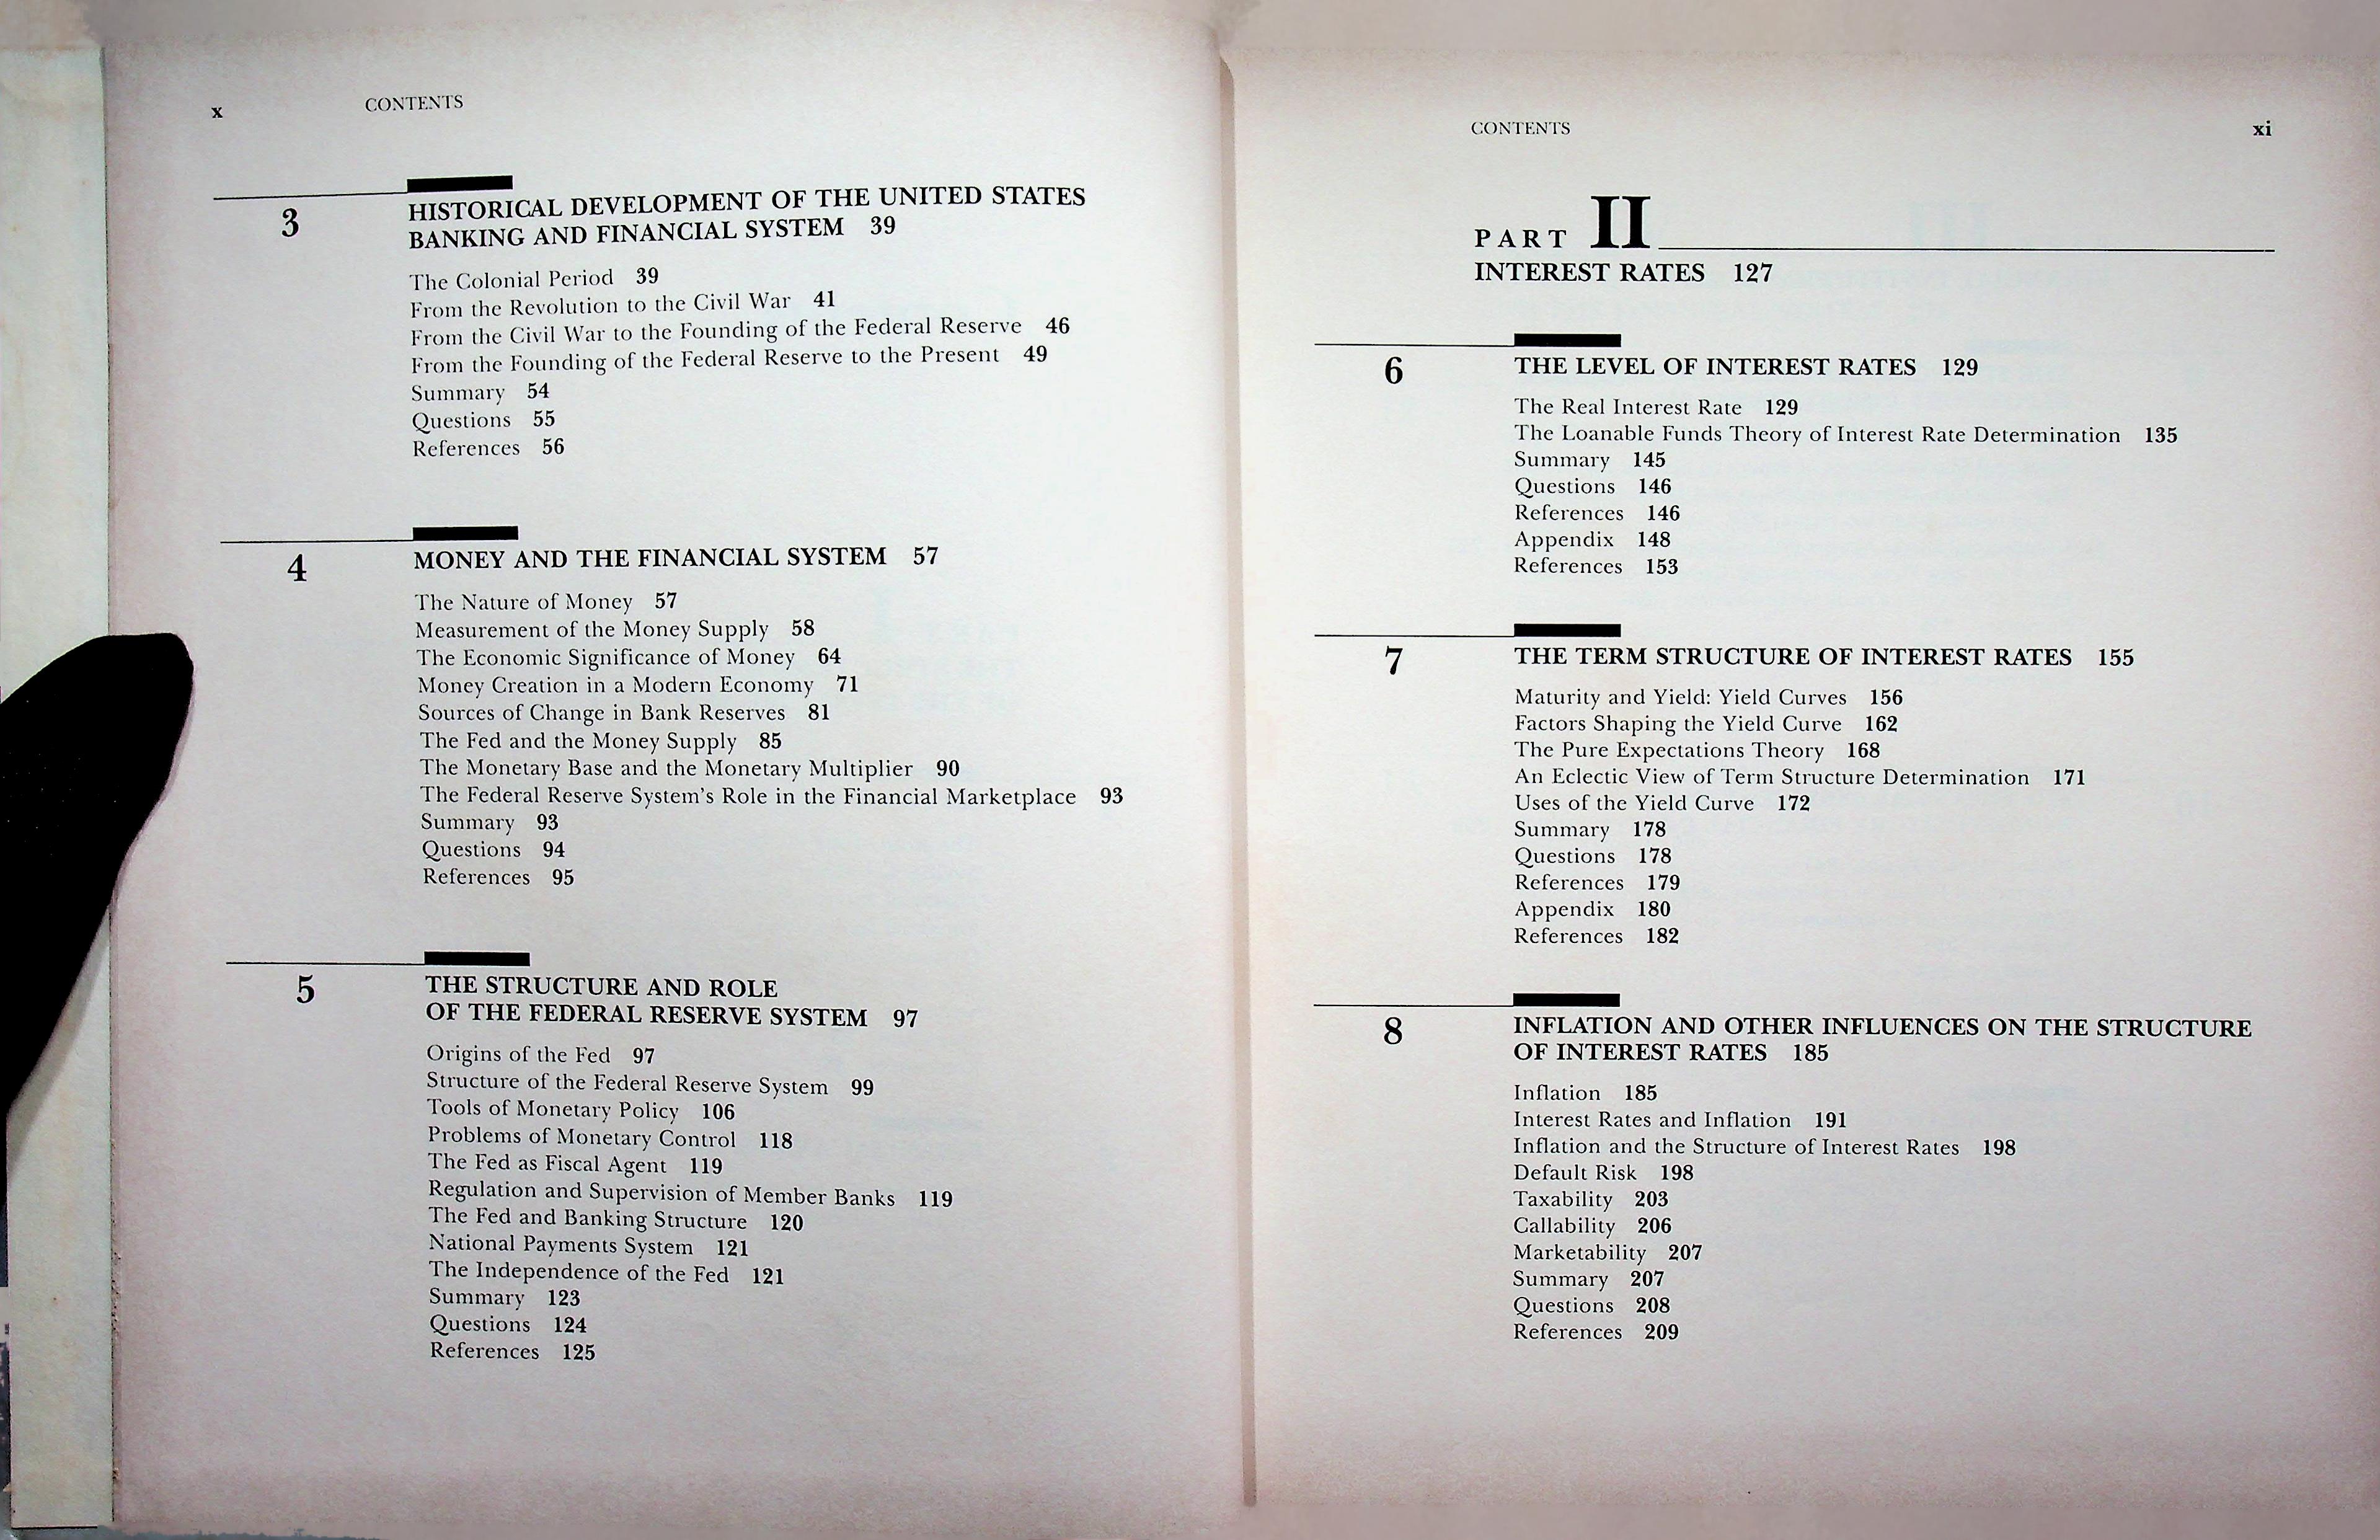 x CONTENTS
3 HISTORICAL DEVELOPMENT OF THE UNITED STATES
BANKING AND FINANCIAL SYSTEM 39
The Colonial Period 39
From the Revolution to the Civil War 41
From the Civil War to the Founding of the Federal Reserve 46
From the Founding of the Federal Reserve to the Present 49
Summary 54
Questions 55
References 56
4 MONEY AND THE FINANCIAL SYSTEM 57
The Nature of Money 57
Measurement of the Money Supply 58
The Economic Significance of Money 64
Money Creation in a Modern Economy 71
Sources of Change in Bank Reserves 81
The Fed and the Money Supply 85
The Monetary Base and the Monetary Multiplier 90
The Federal Reserve System's Role in the Financial Marketplace 93
Summary 93
Questions 94
References 95
5 THE STRUCTURE AND ROLE
OF THE FEDERAL RESERVE SYSTEM 97
Origins of the Fed 97
Structure of the Federal Reserve System 99
Tools of Monetary Policy 106
Problems of Monetary Control 118
The Fed as Fiscal Agent 119
Regulation and Supervision of Member Banks 119
The Fed and Banking Structure 120
National Payments System 121
The Independence of the Fed 121
Summary 123
Questions 124
References 125
CONTENTS xi
PART II
INTEREST RATES 127
6 THE LEVEL OF INTEREST RATES 129
The Real Interest Rate 129
The Loanable Funds Theory of Interest Rate Determination 135
Summary 145
Questions 146
References 146
Appendix 148
References 153
7 THE TERM STRUCTURE OF INTEREST RATES 155
Maturity and Yield: Yield Curves 156
Factors Shaping the Yield Curve 162
The Pure Expectations Theory 168
An Eclectic View of Term Structure Determination 171
Uses of the Yield Curve 172
Summary 178
Questions 178
References 179
Appendix 180
References 182
8 INFLATION AND OTHER INFLUENCES ON THE STRUCTURE
OF INTEREST RATES 185
Inflation 185
Interest Rates and Inflation 191
Inflation and the Structure of Interest Rates 198
Default Risk 198
Taxability 203
Callability 206
Marketability 207
Summary 207
Questions 208
References 209